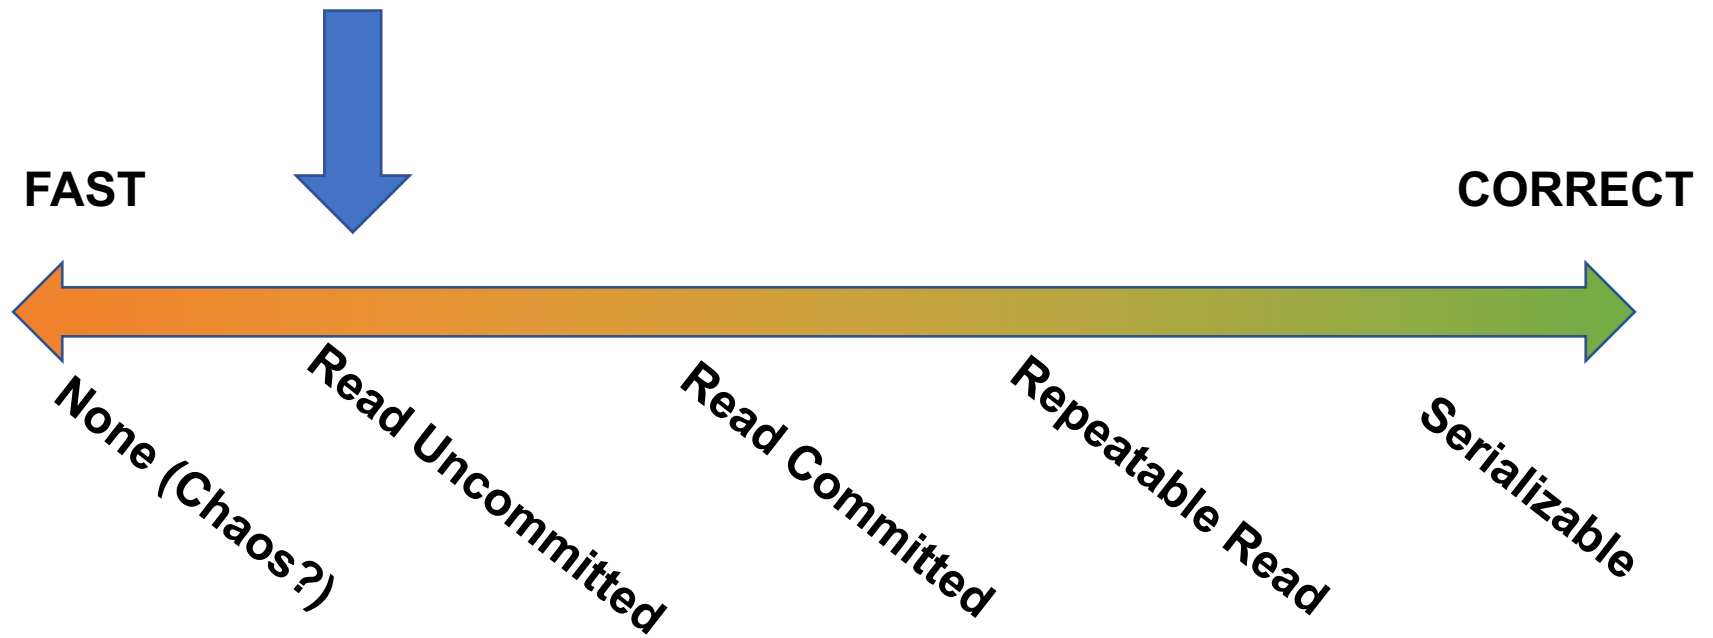 FAST
CORRECT
None (Chaos?)
Read Uncommitted
Read Committed
Repeatable Read
Serializable